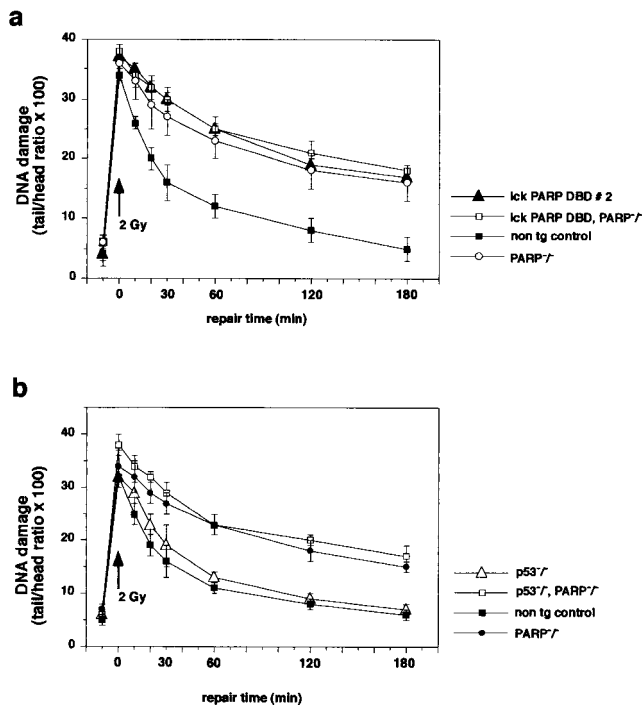 a
40
30
20
10
0
DNA damage
(tail/head ratio x 100)
2 Gy
0 30 60 120 180
repair time (min)
lck PARP DBD # 2
lck PARP DBD, PARP-/-
non tg control
PARP-/-
b
40
30
20
10
0
DNA damage
(tail/head ratio x 100)
2 Gy
0 30 60 120 180
repair time (min)
p53-/-
p53-/-, PARP-/-
non tg control
PARP-/-